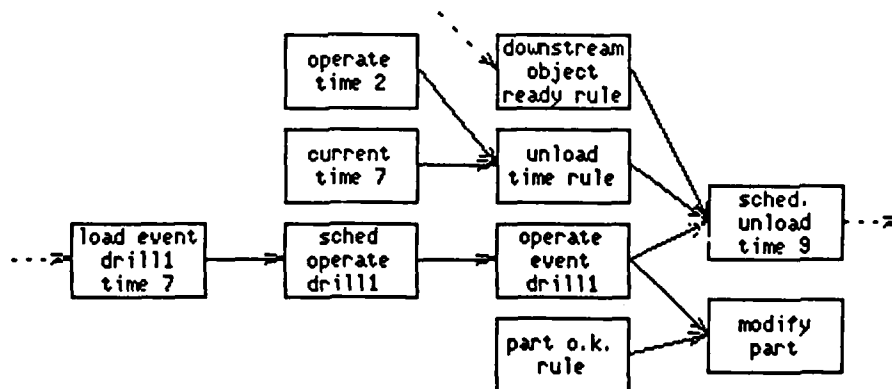 operate
time 2
downstream
object
ready rule
current
time 7
unload
time rule
sched.
unload
time 9
load event
drill1
time 7
sched
operate
drill1
operate
event
drill1
part o.k.
rule
modify
part